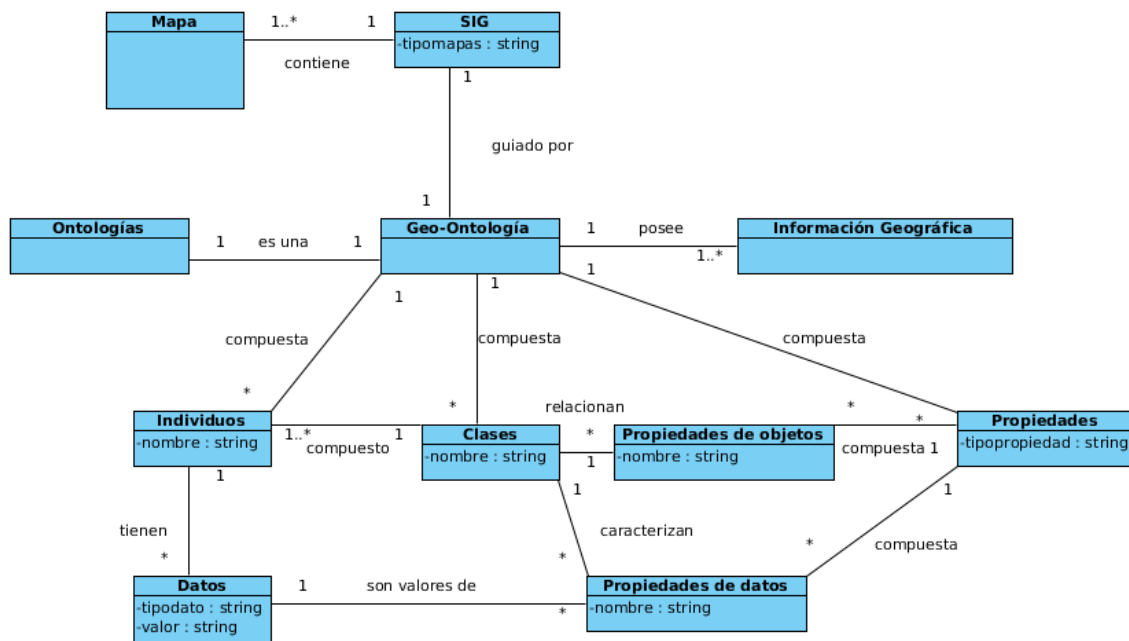 Mapa
1..*
1
SIG
-tipomapas : string
contiene
1
guiado por
1
Ontologías
1
es una
1
Geo-Ontología
1
posee
1..*
Información Geográfica
1
1
1
compuesta
compuesta
compuesta
*
*
relacionan
*
*
Individuos
-nombre : string
1..*
compuesto
1
Clases
-nombre : string
*
1
Propiedades de objetos
-nombre : string
compuesta
1
Propiedades
-tipopropiedad : string
1
1
1
tienen
caracterizan
compuesta
*
*
*
Datos
-tipodato : string
-valor : string
1
son valores de
*
Propiedades de datos
-nombre : string